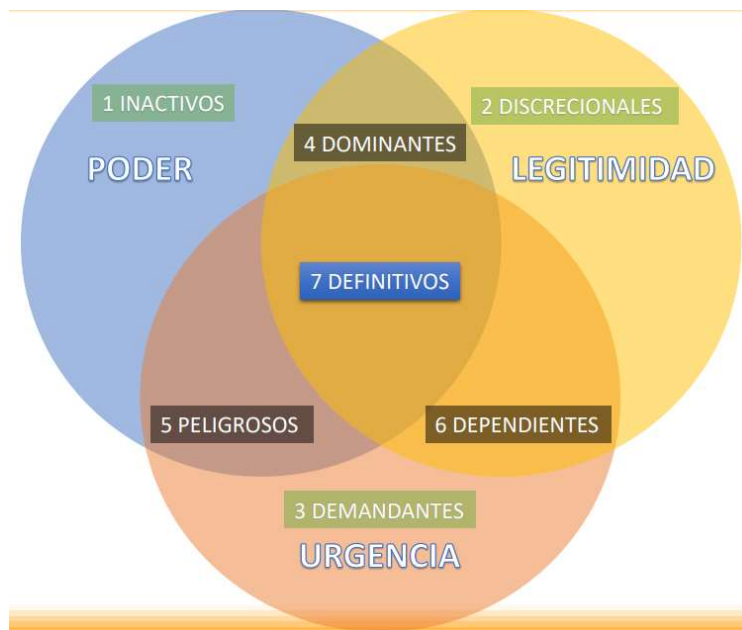 1 INACTIVOS
2 DISCRECIONALES
4 DOMINANTES
PODER
LEGITIMIDAD
7 DEFINITIVOS
5 PELIGROSOS
6 DEPENDIENTES
3 DEMANDANTES
URGENCIA